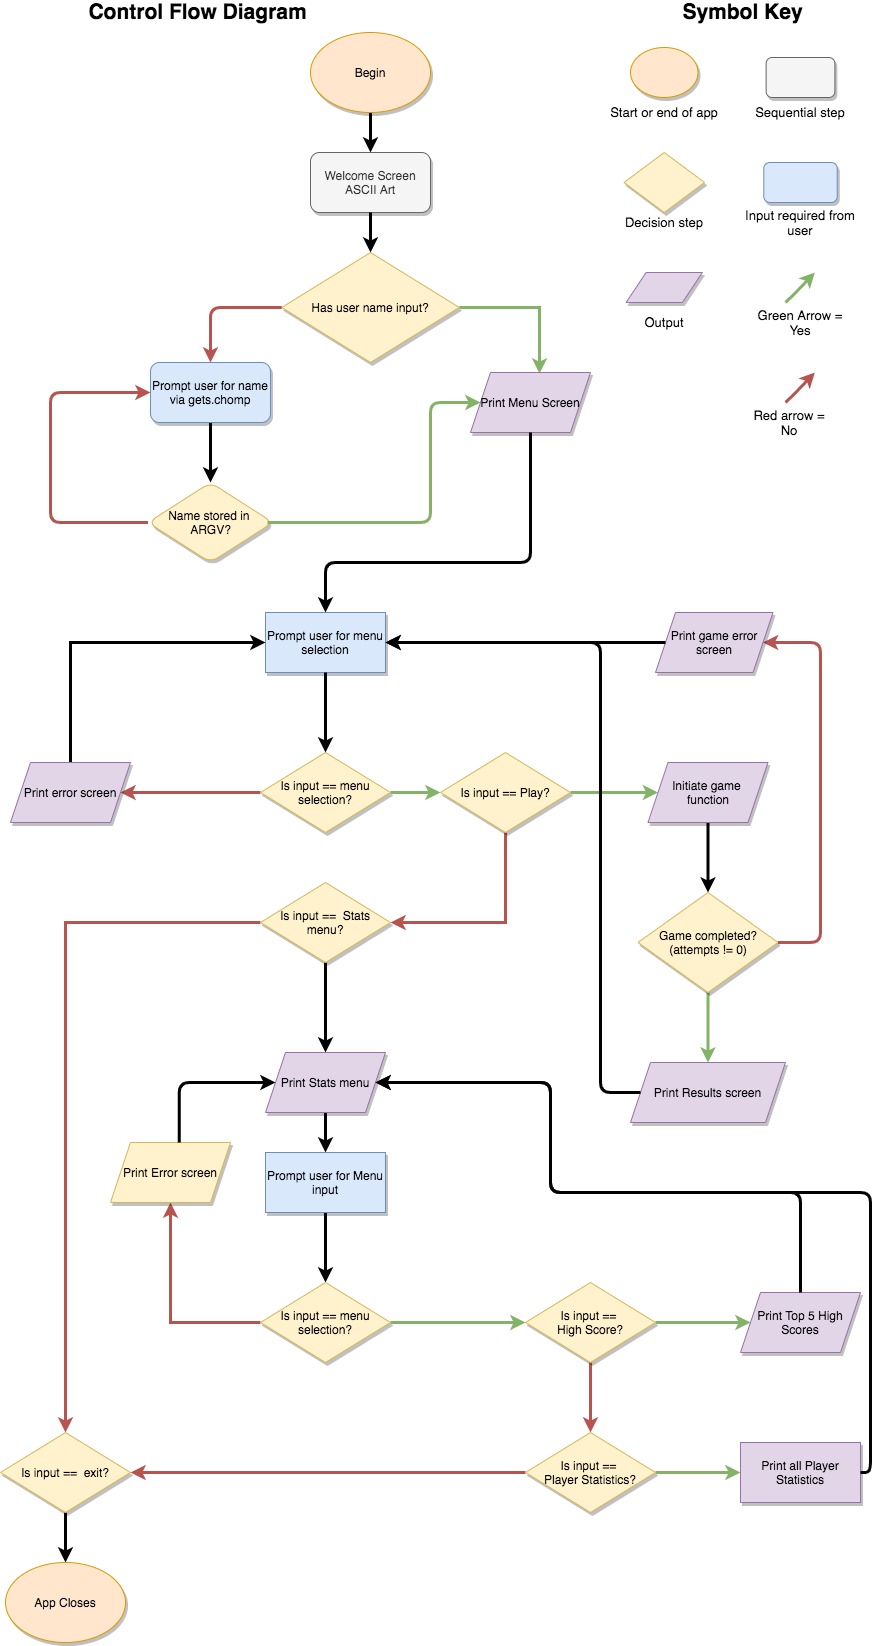 Control Flow Diagram
Symbol Key
Begin
Start or end of app
Sequential step
Welcome Screen
ASCII Art
Decision step
Input required from
user
Has user name input?
Output
Green Arrow =
Yes
Prompt user for name
via gets.chomp
Print Menu Screen
Red arrow =
No
Name stored in
ARGV?
Prompt user for menu
selection
Print game error
screen
Print error screen
Is input == menu
selection?
Is input == Play?
Initiate game
function
Is input ==  Stats
menu?
Game completed?
(attempts != 0)
Print Stats menu
Print Results screen
Print Error screen
Prompt user for Menu
input
Is input == menu
selection?
Is input ==
High Score?
Print Top 5 High
Scores
Is input ==  exit?
Is input ==
Player Statistics?
Print all Player
Statistics
App Closes